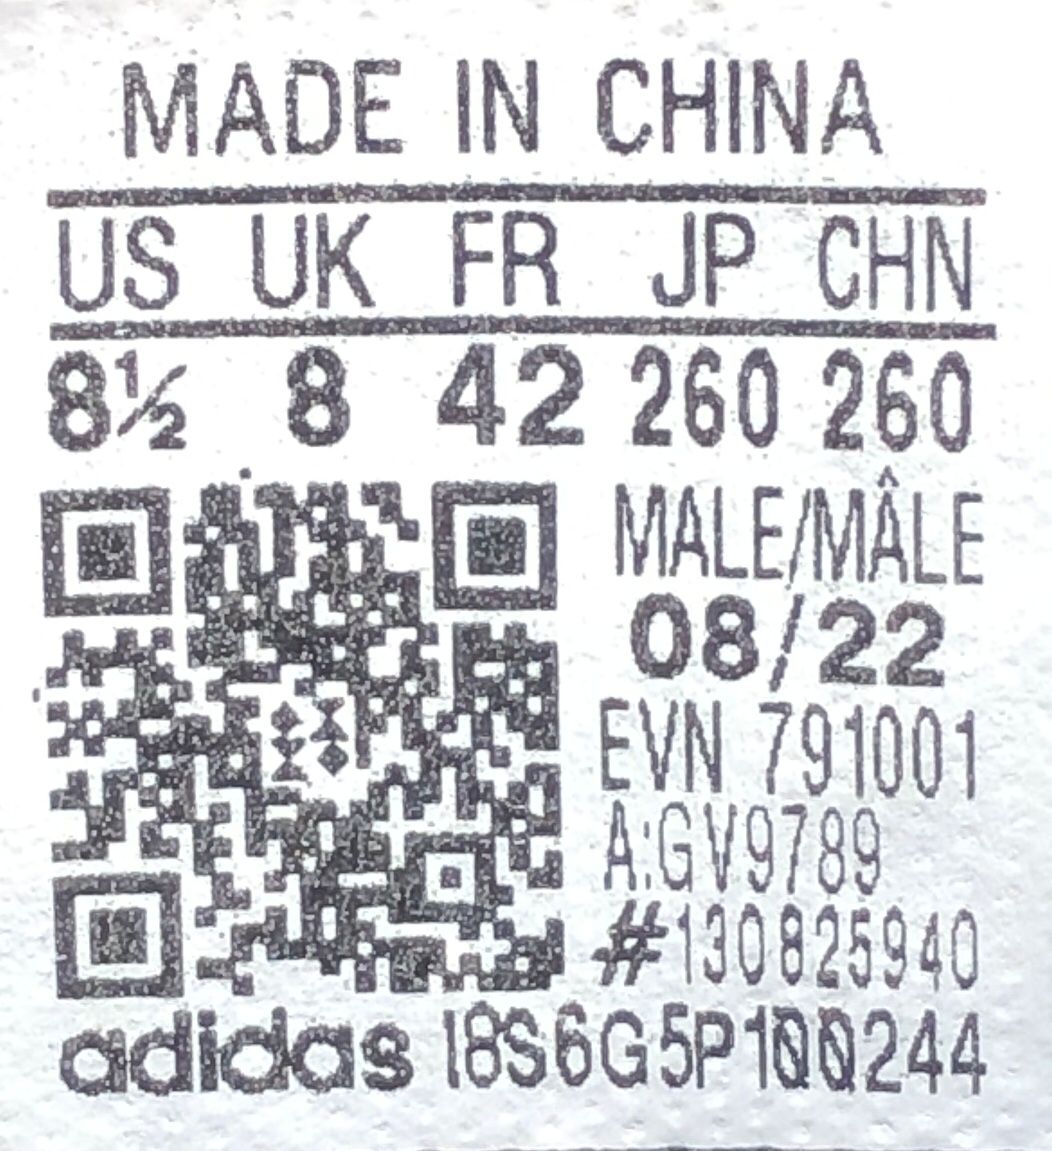 MADE IN CHINA
US UK FR JP CHN
8½ 8 42 260 260
MALE/MÂLE
08/22
EVN 791001
A:GV9789
#130825940
adidas I8S6G5P100244